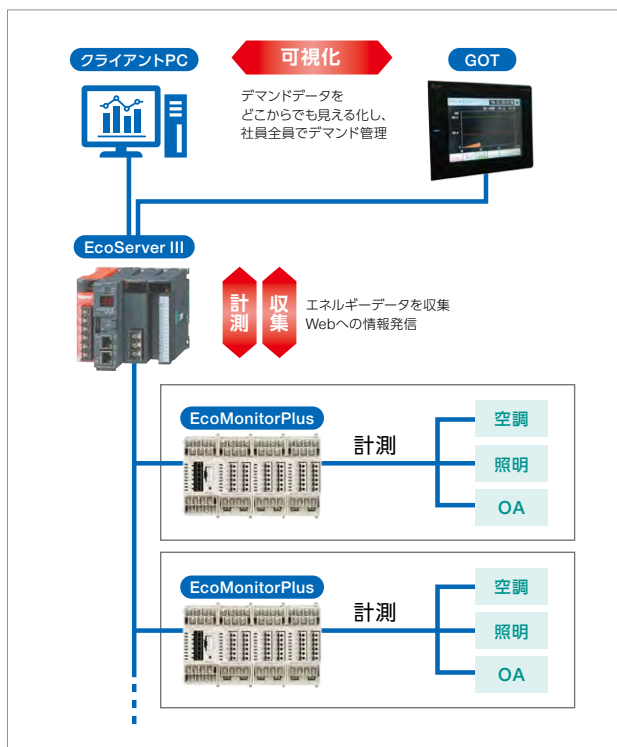 クライアントPC
可視化
GOT
デマンドデータを
どこからでも見える化し、
社員全員でデマンド管理
EcoServer III
計測
収集
エネルギーデータを収集
Webへの情報発信
EcoMonitorPlus
計測
空調
照明
OA
EcoMonitorPlus
計測
空調
照明
OA